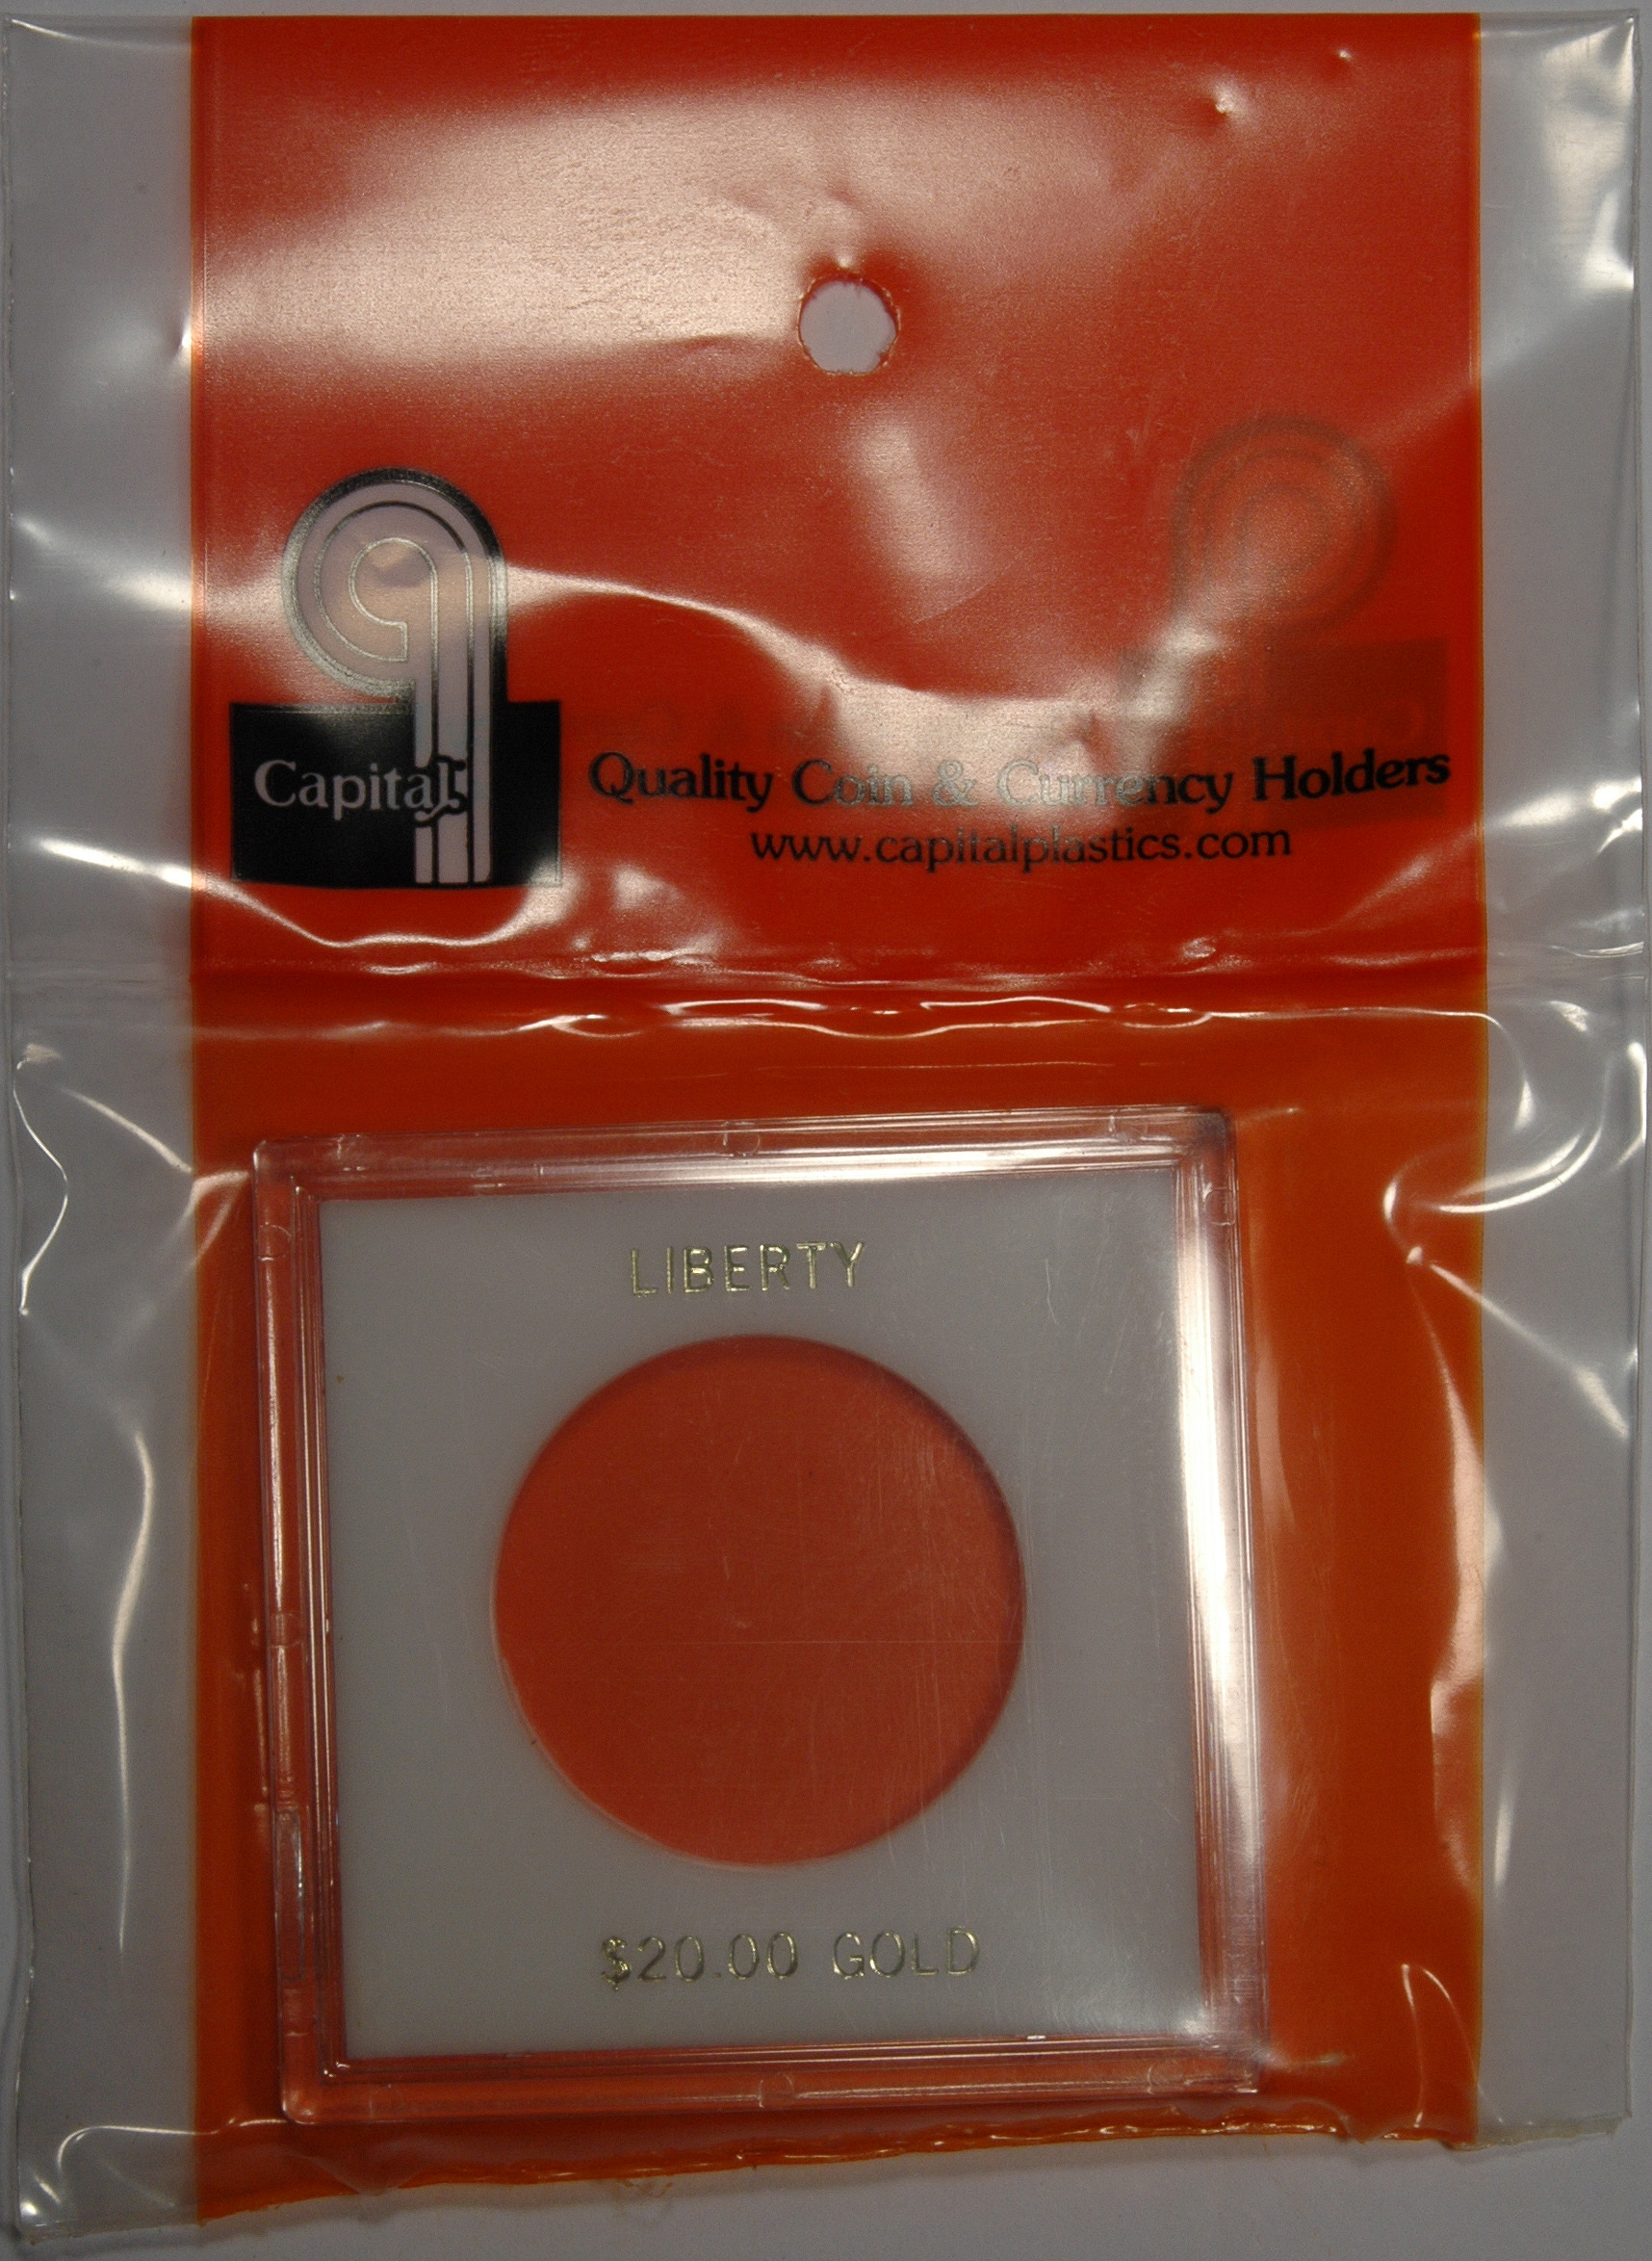 Capital
Quality Coin & Currency Holders
www.capitalplastics.com
LIBERTY
$20.00 GOLD